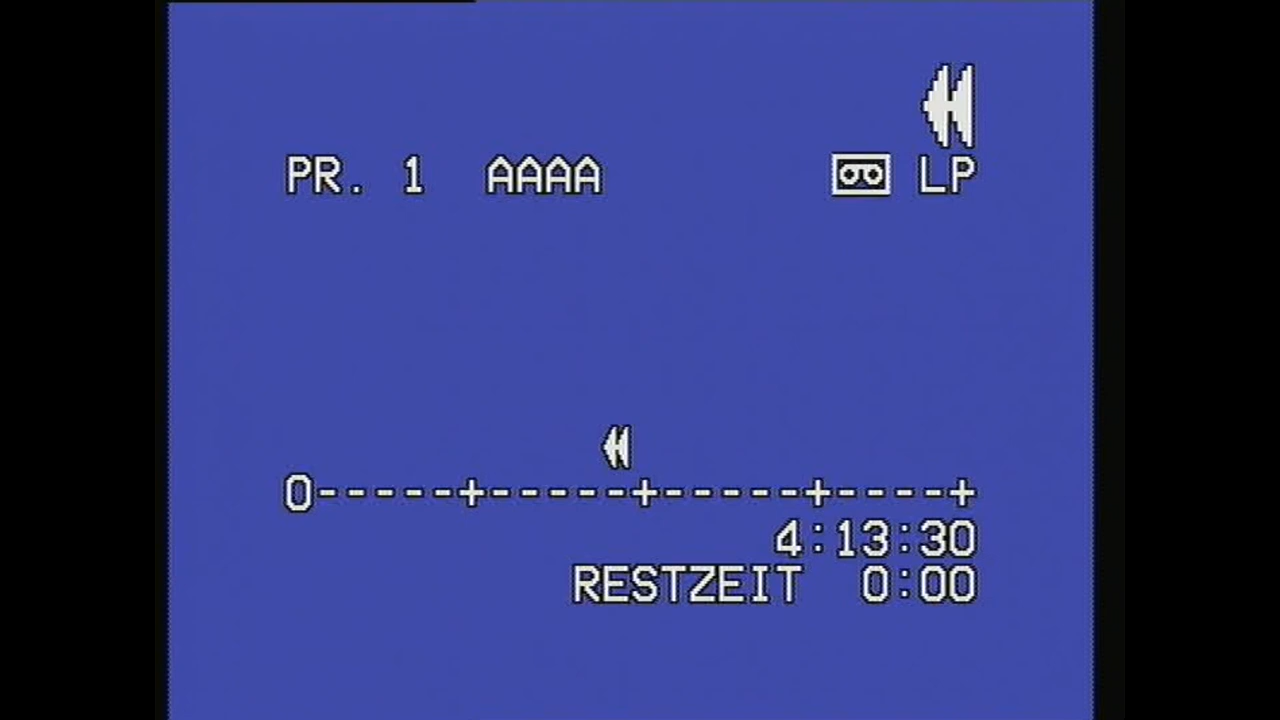 PR. 1 AAAA LP
0-----+-----+-----+----+
4:13:30
RESTZEIT 0:00